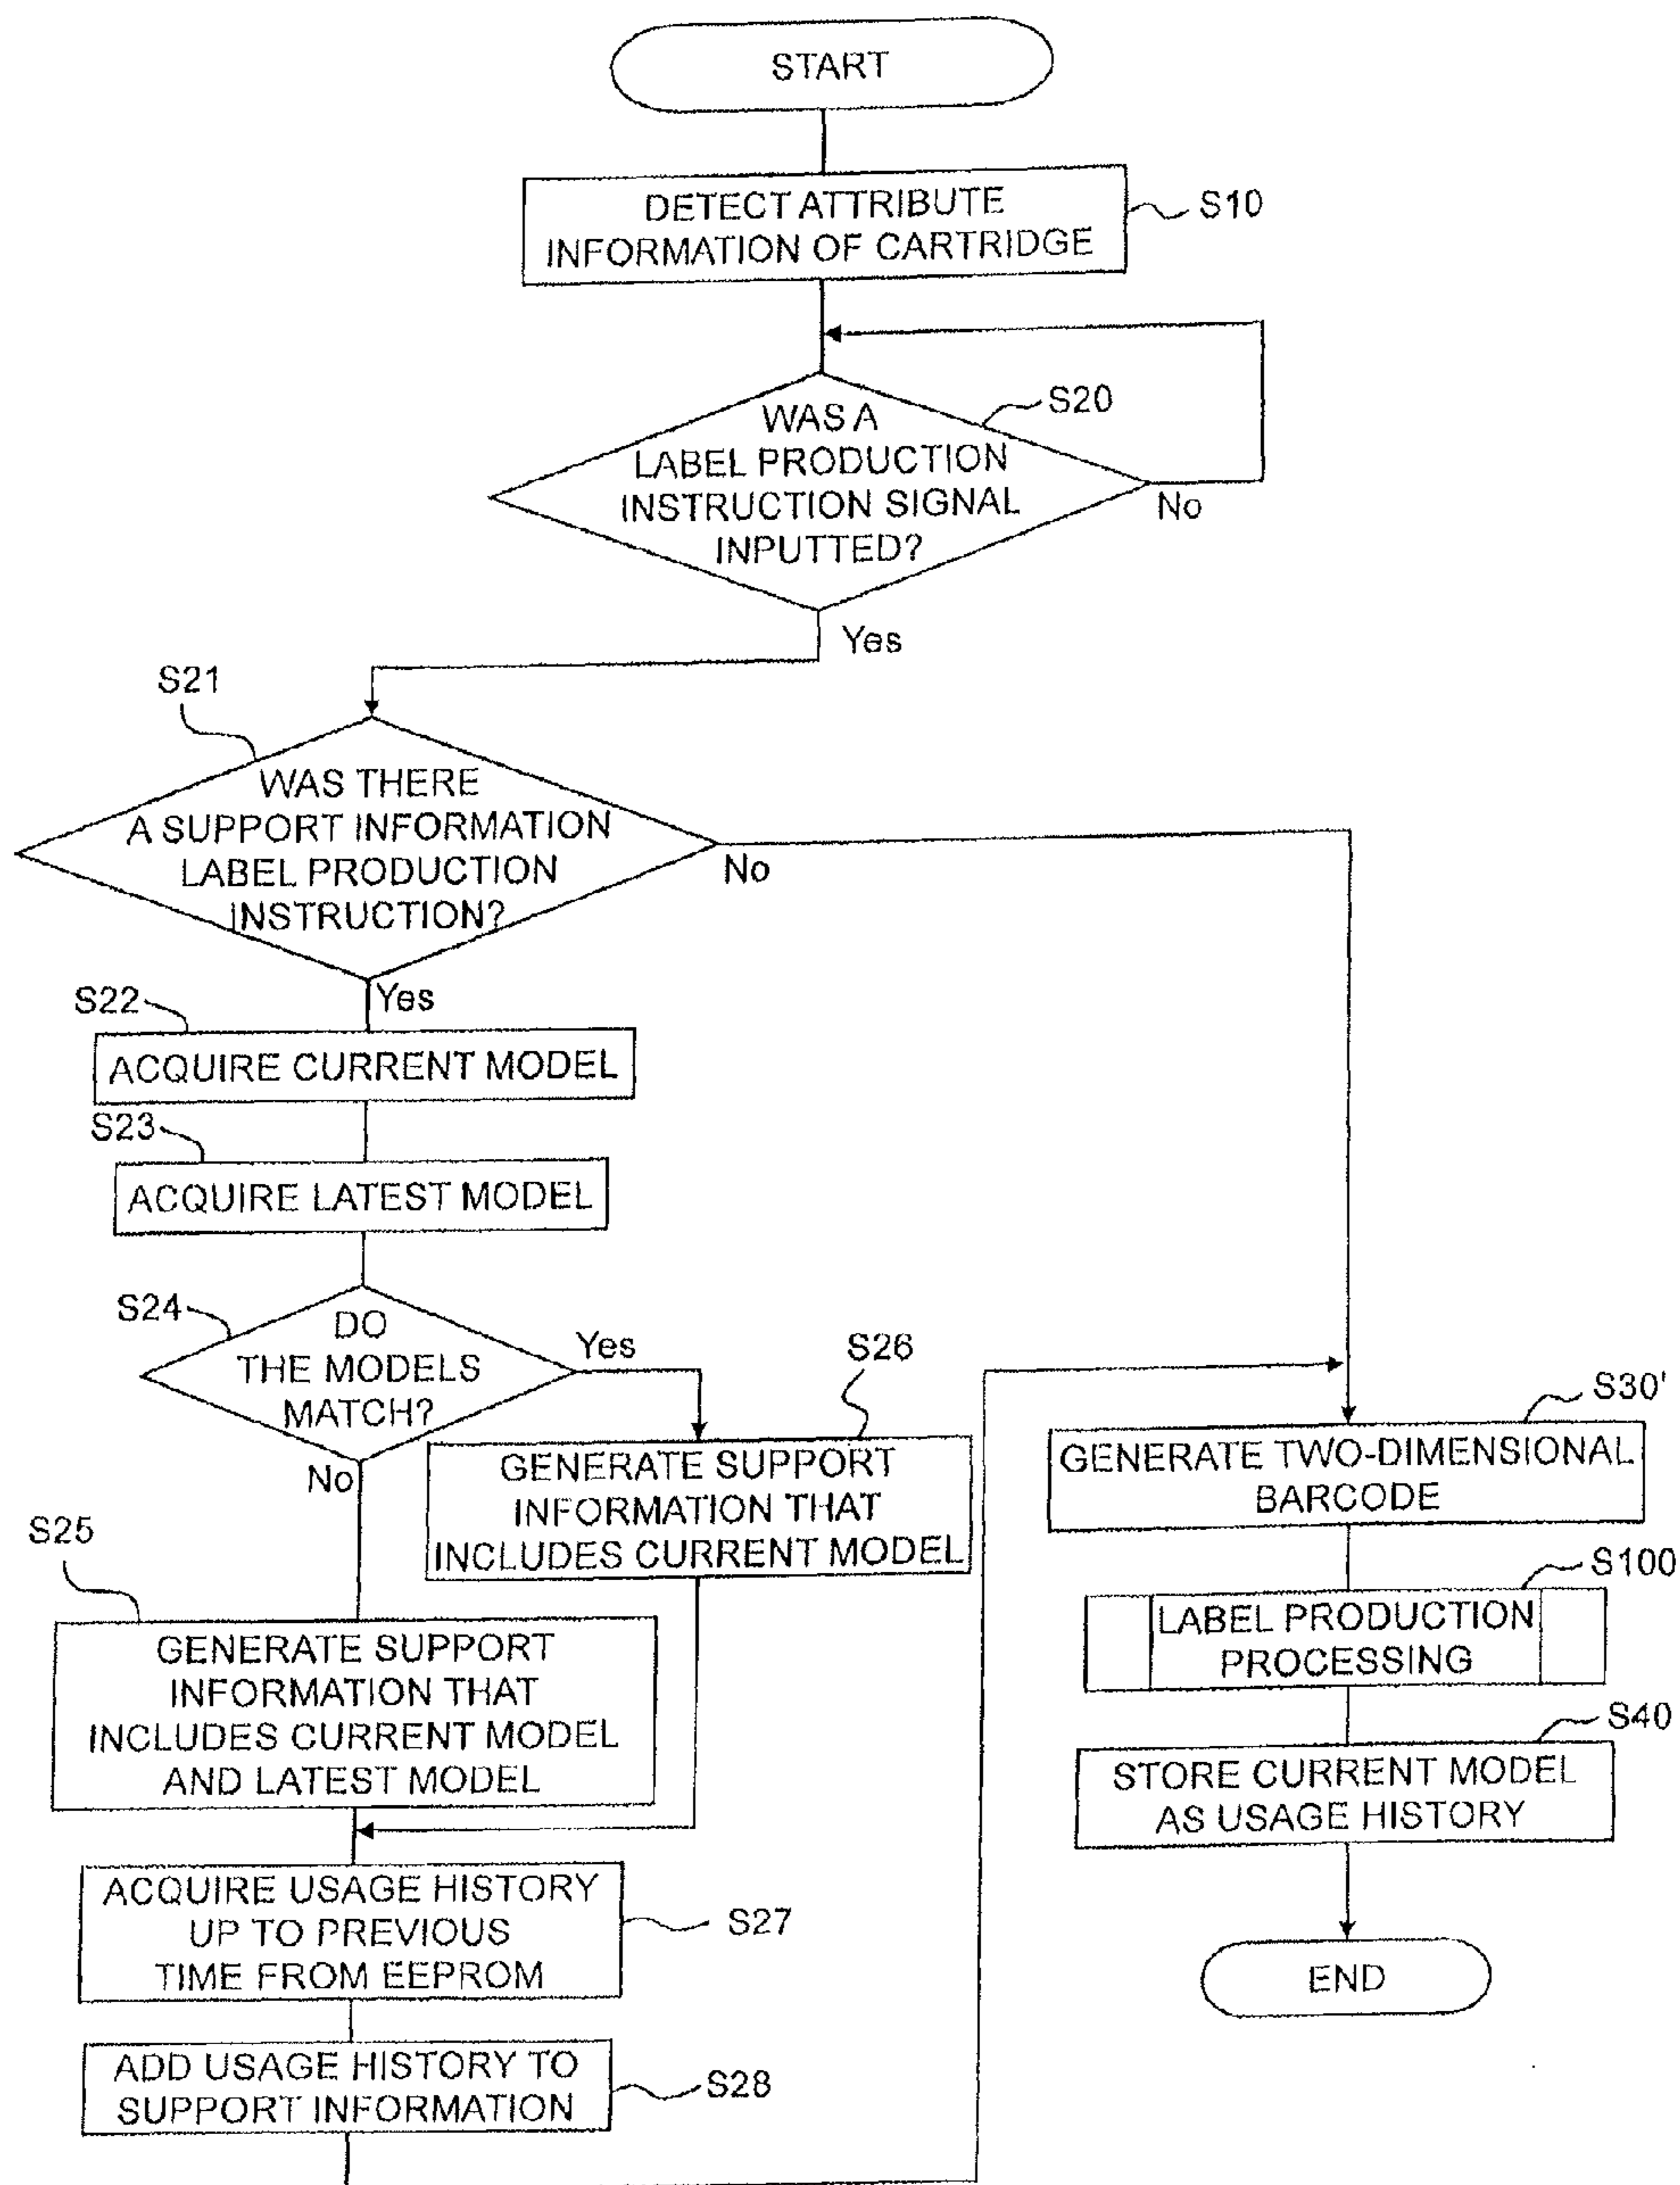 START
DETECT ATTRIBUTE
INFORMATION OF CARTRIDGE
S10
WAS A
LABEL PRODUCTION
INSTRUCTION SIGNAL
INPUTTED?
S20
No
Yes
S21
WAS THERE
A SUPPORT INFORMATION
LABEL PRODUCTION
INSTRUCTION?
No
Yes
S22
ACQUIRE CURRENT MODEL
S23
ACQUIRE LATEST MODEL
S24
DO
THE MODELS
MATCH?
Yes
No
S26
GENERATE SUPPORT
INFORMATION THAT
INCLUDES CURRENT MODEL
S25
GENERATE SUPPORT
INFORMATION THAT
INCLUDES CURRENT MODEL
AND LATEST MODEL
ACQUIRE USAGE HISTORY
UP TO PREVIOUS
TIME FROM EEPROM
S27
ADD USAGE HISTORY TO
SUPPORT INFORMATION
S28
S30'
GENERATE TWO-DIMENSIONAL
BARCODE
S100
LABEL PRODUCTION
PROCESSING
S40
STORE CURRENT MODEL
AS USAGE HISTORY
END